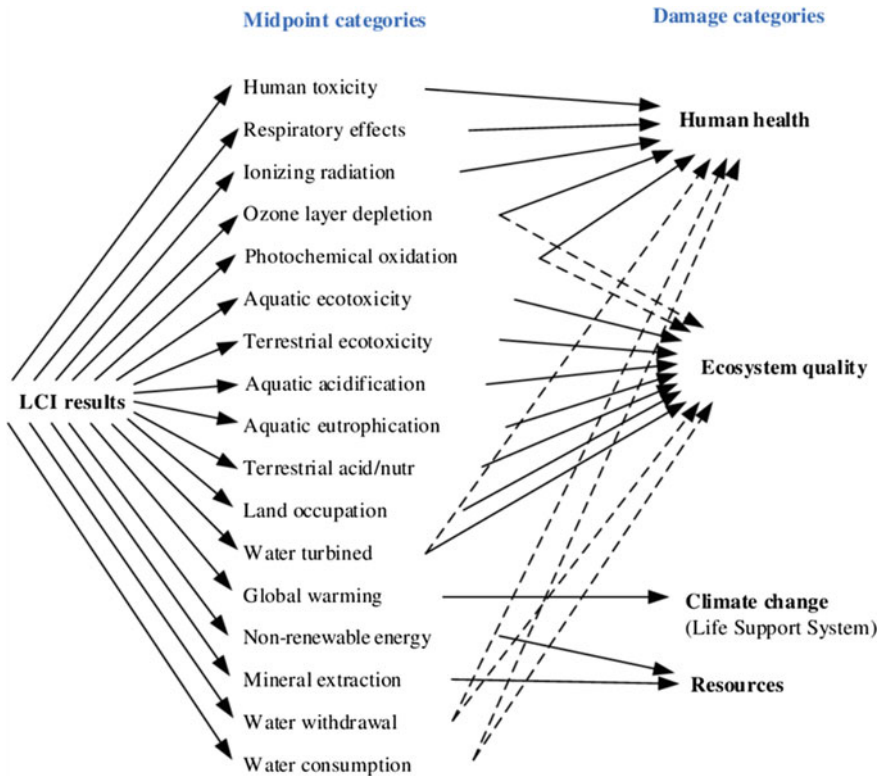 Midpoint categories
Damage categories
Human toxicity
Respiratory effects
Ionizing radiation
Ozone layer depletion
Photochemical oxidation
Aquatic ecotoxicity
Terrestrial ecotoxicity
Aquatic acidification
Aquatic eutrophication
Terrestrial acid/nutr
Land occupation
Water turbined
Global warming
Non-renewable energy
Mineral extraction
Water withdrawal
Water consumption
LCI results
Human health
Ecosystem quality
Climate change
(Life Support System)
Resources